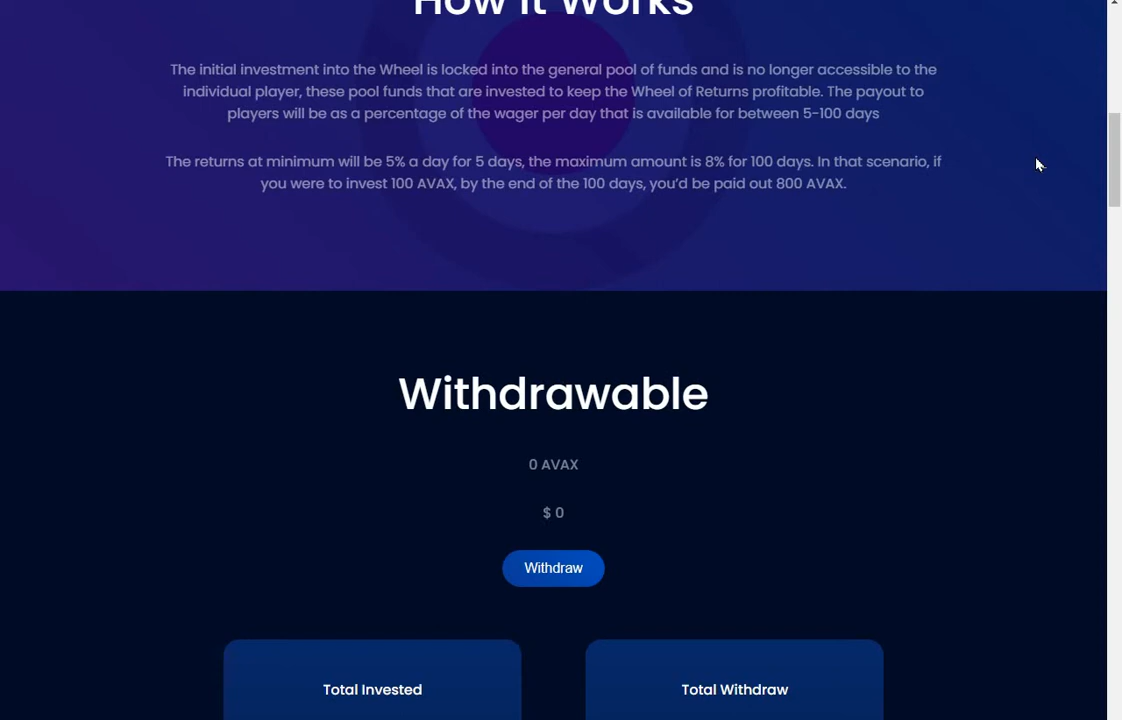 How it Works
The initial investment into the Wheel is locked into the general pool of funds and is no longer accessible to the
individual player, these pool funds that are invested to keep the Wheel of Returns profitable. The payout to
players will be as a percentage of the wager per day that is available for between 5-100 days
The returns at minimum will be 5% a day for 5 days, the maximum amount is 8% for 100 days. In that scenario, if
you were to invest 100 AVAX, by the end of the 100 days, you'd be paid out 800 AVAX.
Withdrawable
0 AVAX
$ 0
Withdraw
Total Invested
Total Withdraw